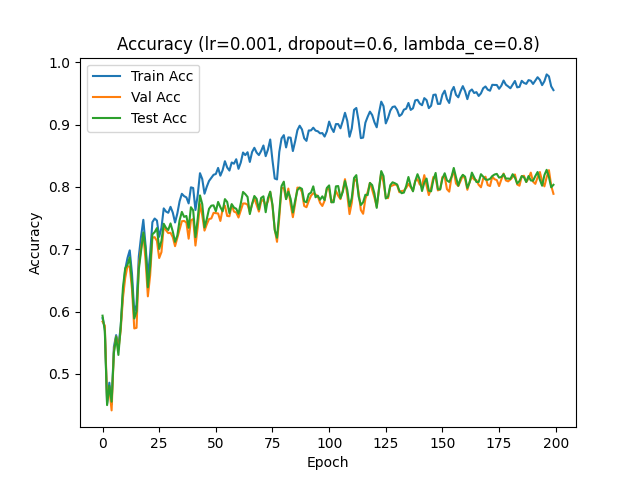 Accuracy (lr=0.001, dropout=0.6, lambda_ce=0.8)
Train Acc
Val Acc
Test Acc
1.0
0.9
0.8
0.7
0.6
0.5
Accuracy
0 25 50 75 100 125 150 175 200
Epoch